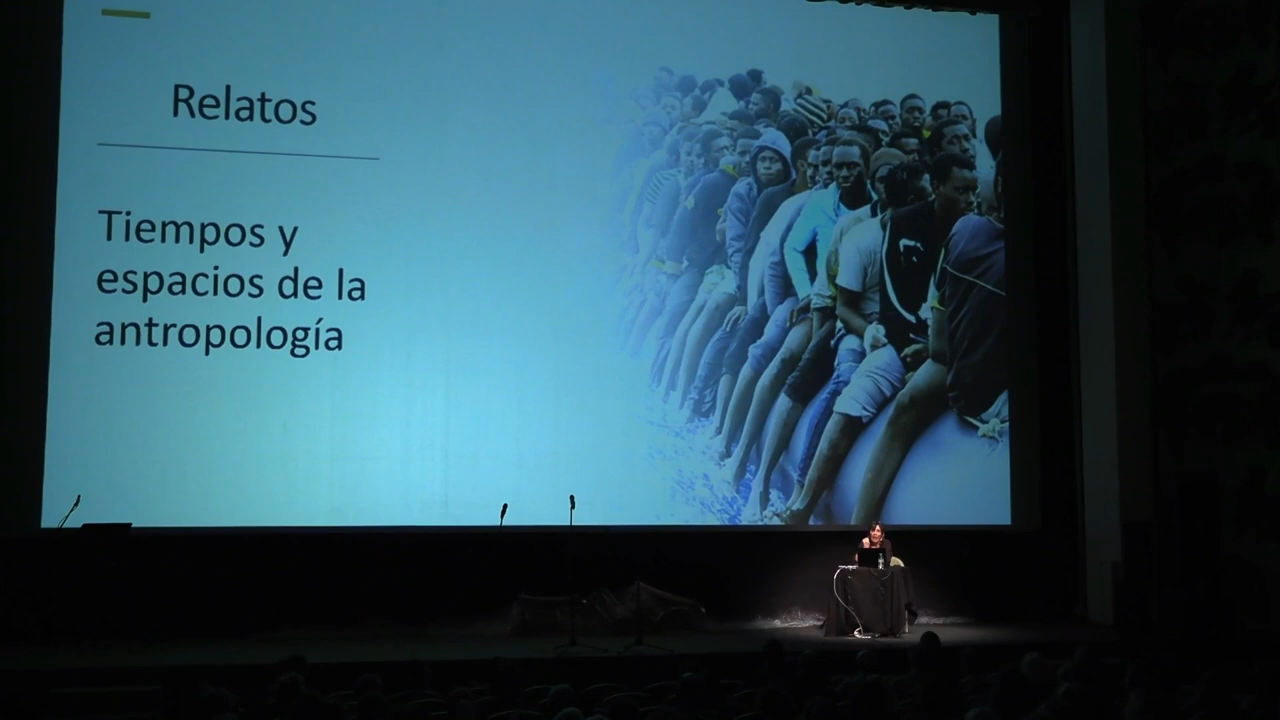 Relatos
Tiempos y
espacios de la
antropología